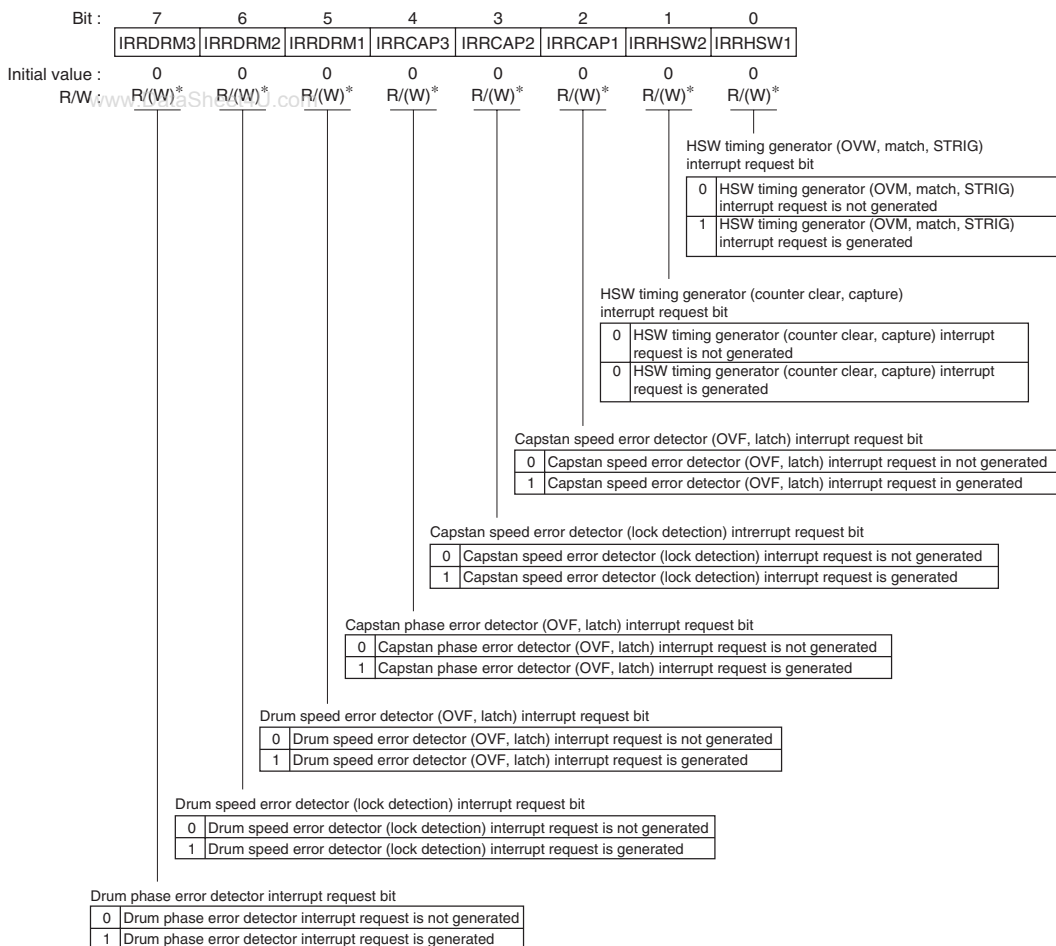 Bit : 7 6 5 4 3 2 1 0
IRRDRM3 IRRDRM2 IRRDRM1 IRRCAP3 IRRCAP2 IRRCAP1 IRRHSW2 IRRHSW1
Initial value : 0 0 0 0 0 0 0 0
R/W : R/(W)* R/(W)* R/(W)* R/(W)* R/(W)* R/(W)* R/(W)* R/(W)*
www.DataSheet4U.com
HSW timing generator (OVW, match, STRIG)
interrupt request bit
0 HSW timing generator (OVM, match, STRIG)
interrupt request is not generated
1 HSW timing generator (OVM, match, STRIG)
interrupt request is generated
HSW timing generator (counter clear, capture)
interrupt request bit
0 HSW timing generator (counter clear, capture) interrupt
request is not generated
0 HSW timing generator (counter clear, capture) interrupt
request is generated
Capstan speed error detector (OVF, latch) interrupt request bit
0 Capstan speed error detector (OVF, latch) interrupt request in not generated
1 Capstan speed error detector (OVF, latch) interrupt request in generated
Capstan speed error detector (lock detection) intrerrupt request bit
0 Capstan speed error detector (lock detection) interrupt request is not generated
1 Capstan speed error detector (lock detection) interrupt request is generated
Capstan phase error detector (OVF, latch) interrupt request bit
0 Capstan phase error detector (OVF, latch) interrupt request is not generated
1 Capstan phase error detector (OVF, latch) interrupt request is generated
Drum speed error detector (OVF, latch) interrupt request bit
0 Drum speed error detector (OVF, latch) interrupt request is not generated
1 Drum speed error detector (OVF, latch) interrupt request is generated
Drum speed error detector (lock detection) interrupt request bit
0 Drum speed error detector (lock detection) interrupt request is not generated
1 Drum speed error detector (lock detection) interrupt request is generated
Drum phase error detector interrupt request bit
0 Drum phase error detector interrupt request is not generated
1 Drum phase error detector interrupt request is generated